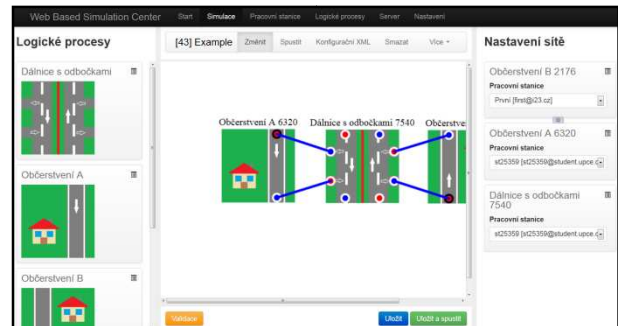 Web Based Simulation Center
Start
Simulace
Pracovní stanice
Logické procesy
Server
Nastavení
Logické procesy
Dálnice s odbočkami
Občerstvení A
Občerstvení B
[43] Example
Změnit
Spustit
Konfigurační XML
Smazat
Více
Občerstvení A 6320
Dálnice s odbočkami 7540
Občerstve
Validace
Uložit
Uložit a spustit
Nastavení sítě
Občerstvení B 2176
Pracovní stanice
První [first@i23.cz]
Občerstvení A 6320
Pracovní stanice
st25359 [st25359@student.upce.c
Dálnice s odbočkami
7540
Pracovní stanice
st25359 [st25359@student.upce.c